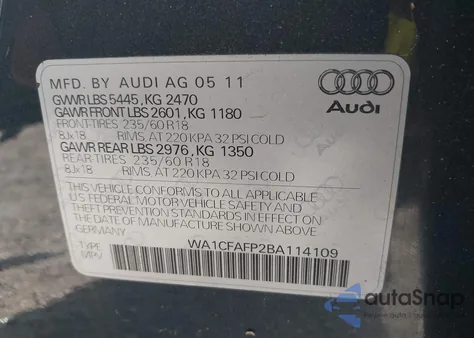 MFD. BY AUDI AG 05 11
GVWR LBS 5445, KG 2470
GAWR FRONT LBS 2601, KG 1180
FRONT-TIRES 235/60 R18
8Jx18 RIMS AT 220 KPA 32 PSI COLD
GAWR REAR LBS 2976, KG 1350
REAR-TIRES 235/60 R18
8Jx18 RIMS AT 220 KPA 32 PSI COLD
THIS VEHICLE CONFORMS TO ALL APPLICABLE
U.S. FEDERAL MOTOR VEHICLE SAFETY AND
THEFT PREVENTION STANDARDS IN EFFECT ON
THE DATE OF MANUFACTURE SHOWN ABOVE.
GERMANY
TYPE WA1CFAFP2BA114109
MPV
Audi
autoSnap